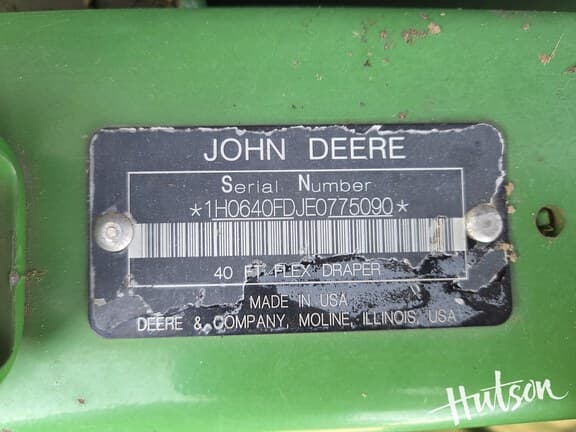 JOHN DEERE
Serial Number
*1H0640FDJE0775090*
40 FT FLEX DRAPER
MADE IN USA
DEERE & COMPANY, MOLINE, ILLINOIS, USA
Hutson